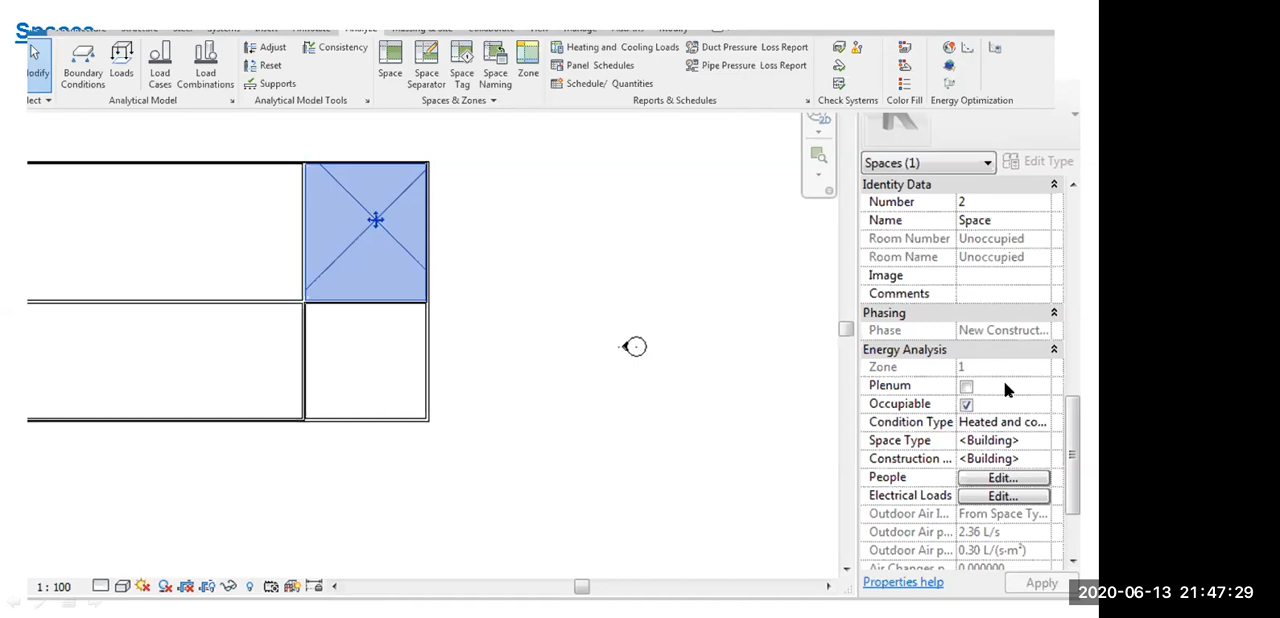 Spaces
Analyze
Modify
Boundary Conditions
Loads
Load Cases
Load Combinations
Adjust
Reset
Supports
Consistency
Space
Space Separator
Space Tag
Space Naming
Zone
Heating and Cooling Loads
Panel Schedules
Schedule/ Quantities
Duct Pressure Loss Report
Pipe Pressure Loss Report
Analytical Model
Analytical Model Tools
Spaces & Zones
Reports & Schedules
Check Systems
Color Fill
Energy Optimization
2D
Spaces (1)
Edit Type
Identity Data
Number 2
Name Space
Room Number Unoccupied
Room Name Unoccupied
Image
Comments
Phasing
Phase New Construct...
Energy Analysis
Zone 1
Plenum
Occupiable
Condition Type Heated and co...
Space Type <Building>
Construction ... <Building>
People Edit...
Electrical Loads Edit...
Outdoor Air I... From Space Ty...
Outdoor Air p... 2.36 L/s
Outdoor Air p... 0.30 L/(s·m²)
Air Changes p... 0.000000
Properties help
Apply
1 : 100
2020-06-13 21:47:29